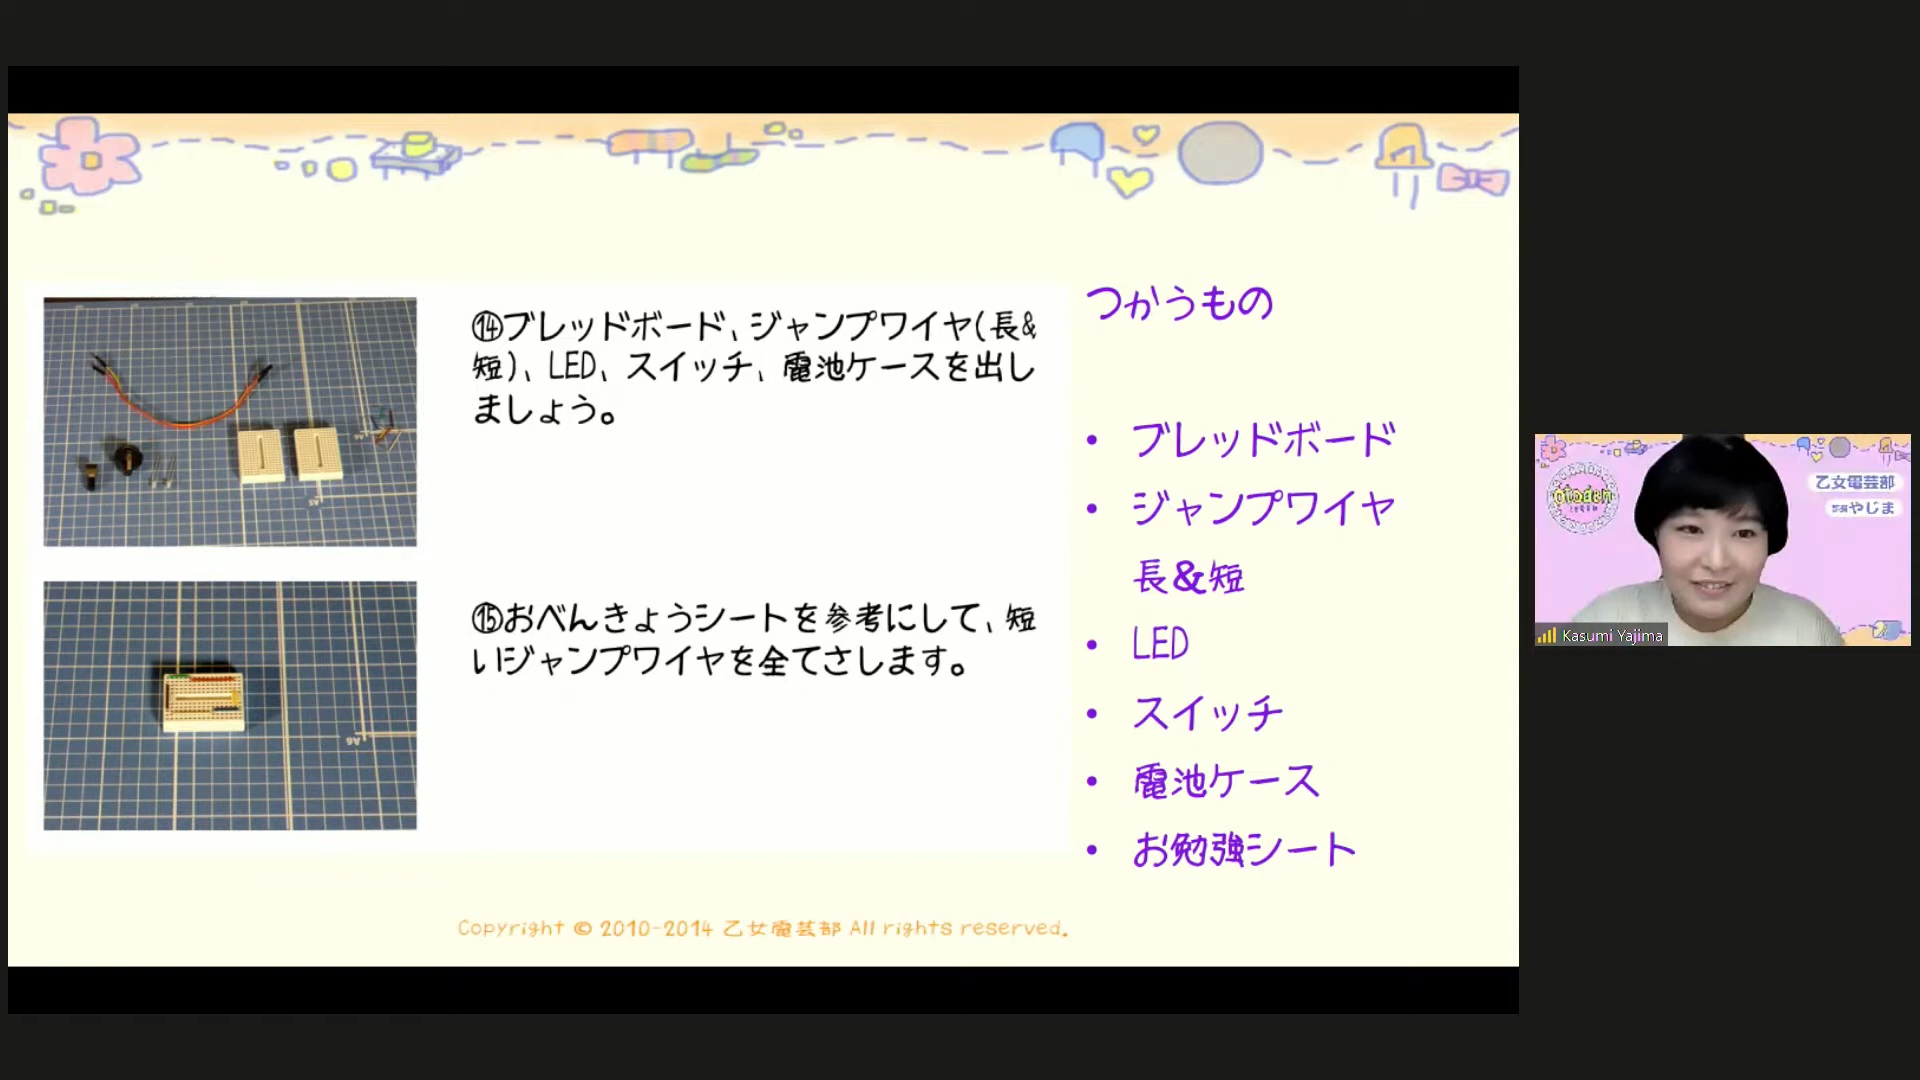 ⑭ブレッドボード、ジャンプワイヤ(長&
短)、LED、スイッチ、電池ケースを出し
ましょう。
⑮おべんきょうシートを参考にして、短
いジャンプワイヤを全てさします。
つかうもの
• ブレッドボード
• ジャンプワイヤ
長&短
• LED
• スイッチ
• 電池ケース
• お勉強シート
Copyright © 2010-2014 乙女電芸部 All rights reserved.
otoden
乙女電芸部
部長やじま
Kasumi Yajima